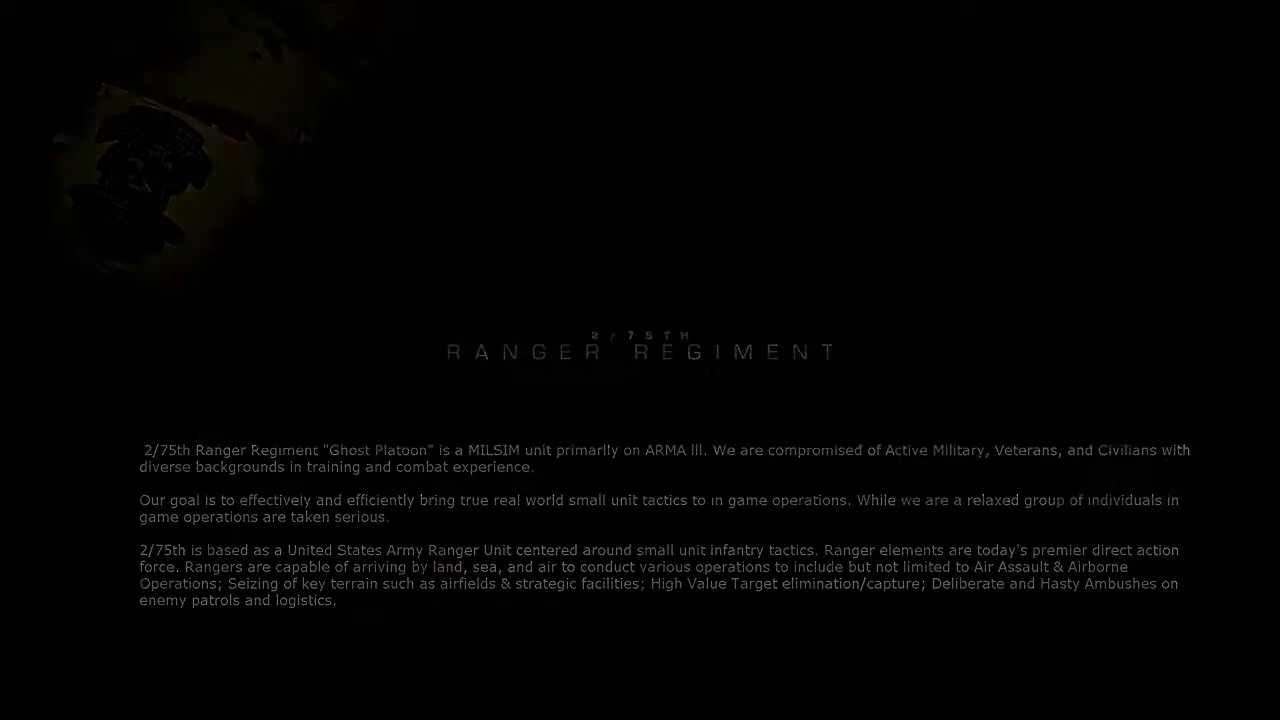 2/75TH
RANGER REGIMENT
2/75th Ranger Regiment "Ghost Platoon" is a MILSIM unit primarily on ARMA III. We are compromised of Active Military, Veterans, and Civilians with
diverse backgrounds in training and combat experience.
Our goal is to effectively and efficiently bring true real world small unit tactics to in game operations. While we are a relaxed group of individuals in
game operations are taken serious.
2/75th is based as a United States Army Ranger Unit centered around small unit infantry tactics. Ranger elements are today's premier direct action
force. Rangers are capable of arriving by land, sea, and air to conduct various operations to include but not limited to Air Assault & Airborne
Operations; Seizing of key terrain such as airfields & strategic facilities; High Value Target elimination/capture; Deliberate and Hasty Ambushes on
enemy patrols and logistics.